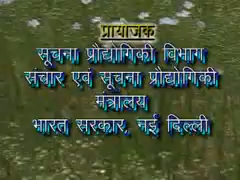 प्रायोजक
सूचना प्रौद्योगिकी विभाग
संचार एवं सूचना प्रौद्योगिकी
मंत्रालय
भारत सरकार, नई दिल्ली